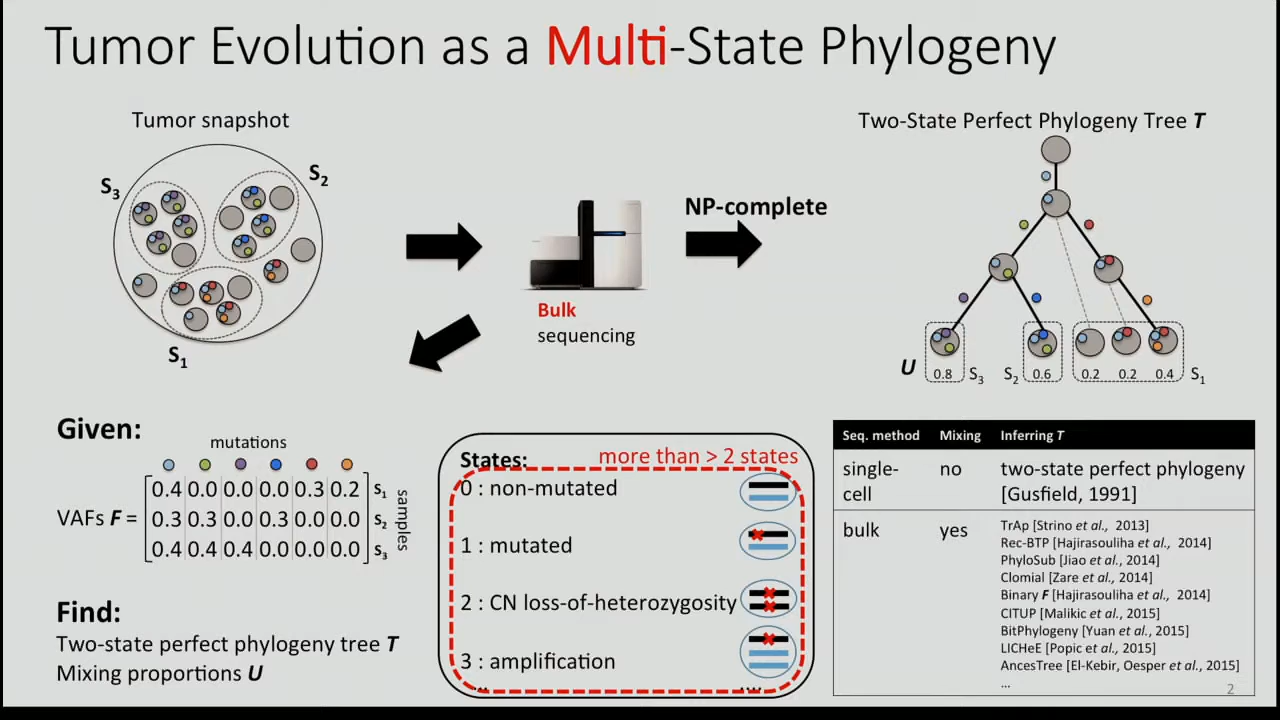 Tumor Evolution as a Multi-State Phylogeny
Tumor snapshot
S3
S2
S1
Bulk
sequencing
NP-complete
Two-State Perfect Phylogeny Tree T
U
0.8
S3
S2
0.6
0.2
0.2
0.4
S1
Given:
mutations
VAFs F =
0.4 0.0 0.0 0.0 0.3 0.2 S1
0.3 0.3 0.0 0.3 0.0 0.0 S2
0.4 0.4 0.4 0.0 0.0 0.0 S3
samples
Find:
Two-state perfect phylogeny tree T
Mixing proportions U
States: more than > 2 states
0 : non-mutated
1 : mutated
2 : CN loss-of-heterozygosity
3 : amplification
... ...
Seq. method Mixing Inferring T
single-
cell
no
two-state perfect phylogeny
[Gusfield, 1991]
bulk
yes
TrAp [Strino et al., 2013]
Rec-BTP [Hajirasouliha et al., 2014]
PhyloSub [Jiao et al., 2014]
Clomial [Zare et al., 2014]
Binary F [Hajirasouliha et al., 2014]
CITUP [Malikic et al., 2015]
BitPhylogeny [Yuan et al., 2015]
LICHeE [Popic et al., 2015]
AncesTree [El-Kebir, Oesper et al., 2015]
...
2